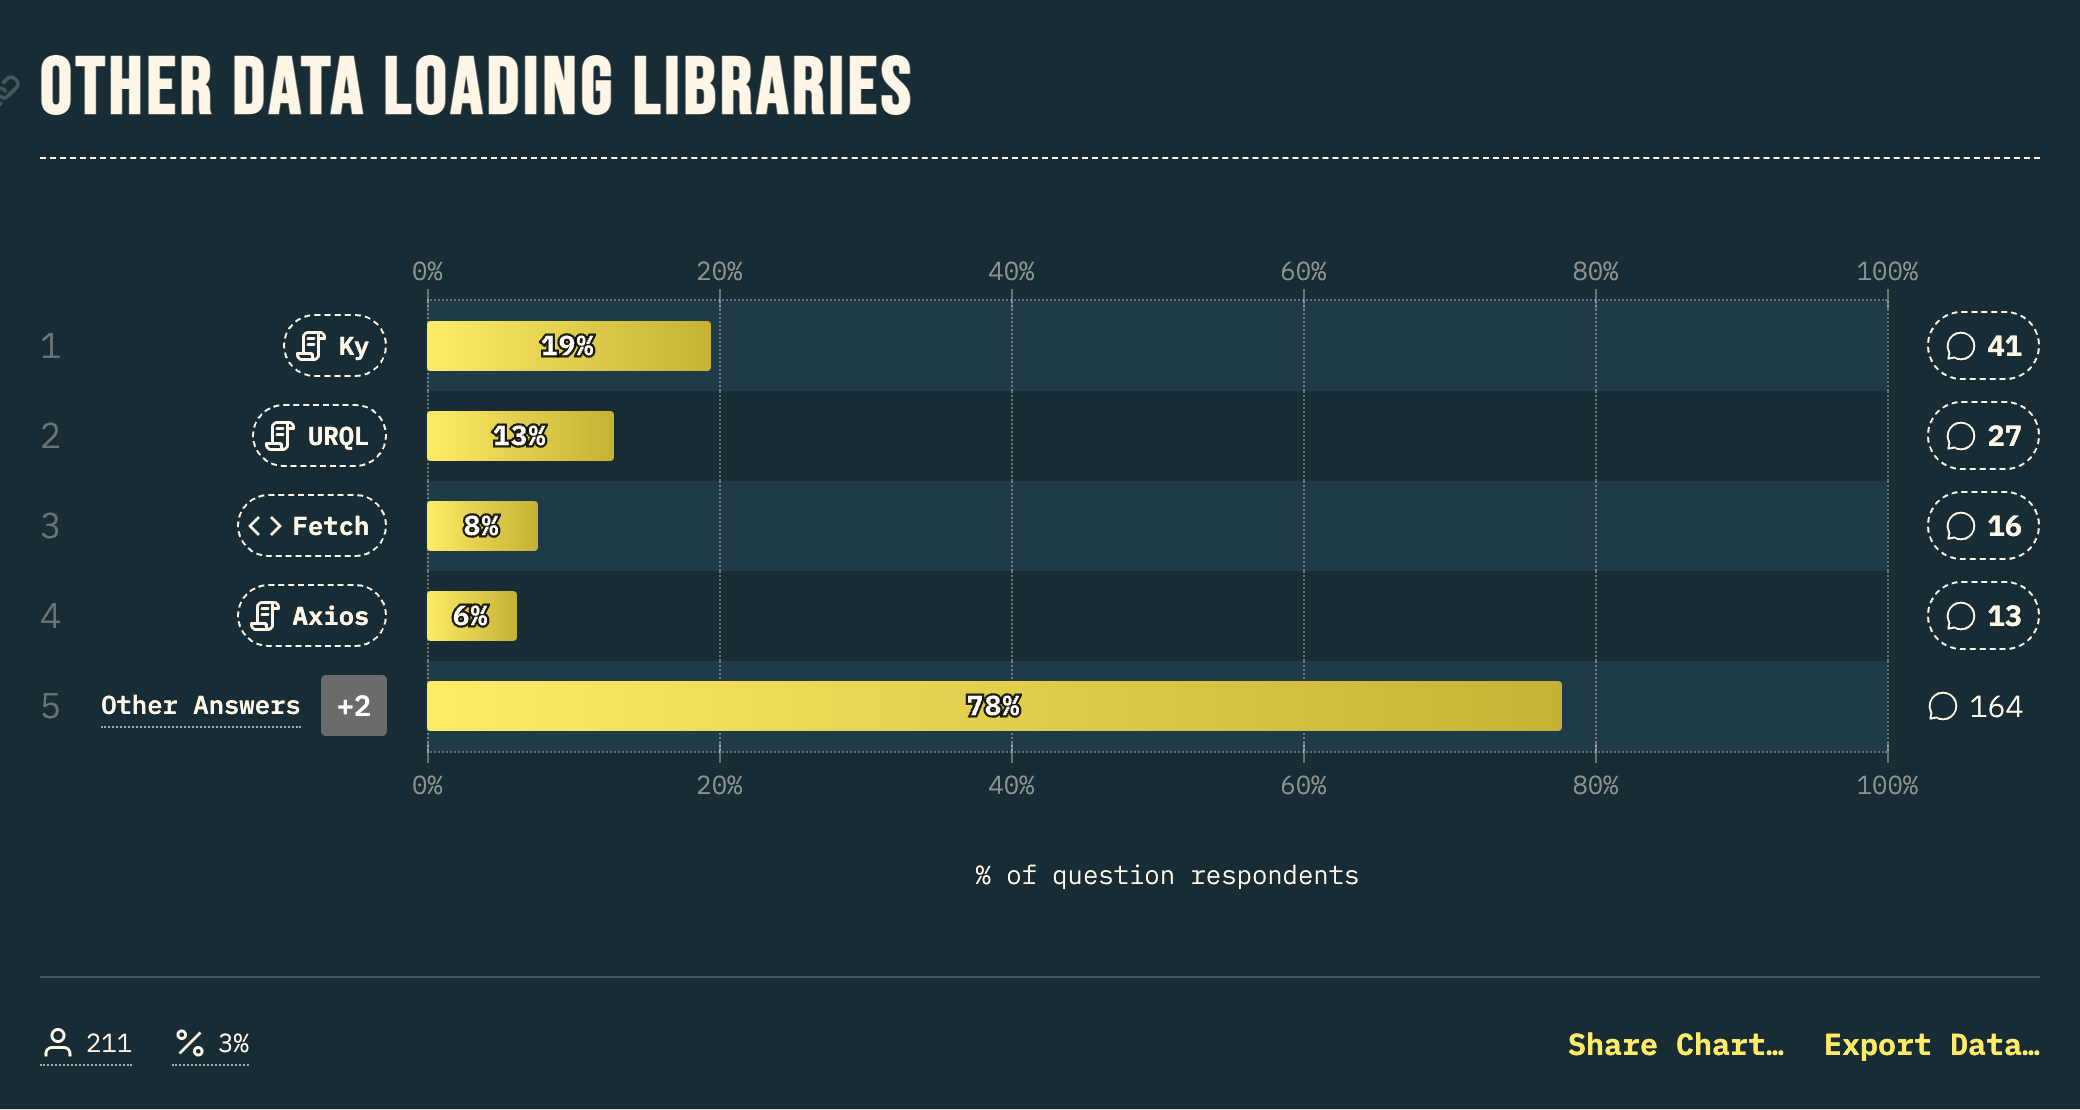 OTHER DATA LOADING LIBRARIES
0% 20% 40% 60% 80% 100%
1 Ky 19% 41
2 URQL 13% 27
3 Fetch 8% 16
4 Axios 6% 13
5 Other Answers +2 78% 164
0% 20% 40% 60% 80% 100%
% of question respondents
211 3% Share Chart… Export Data…